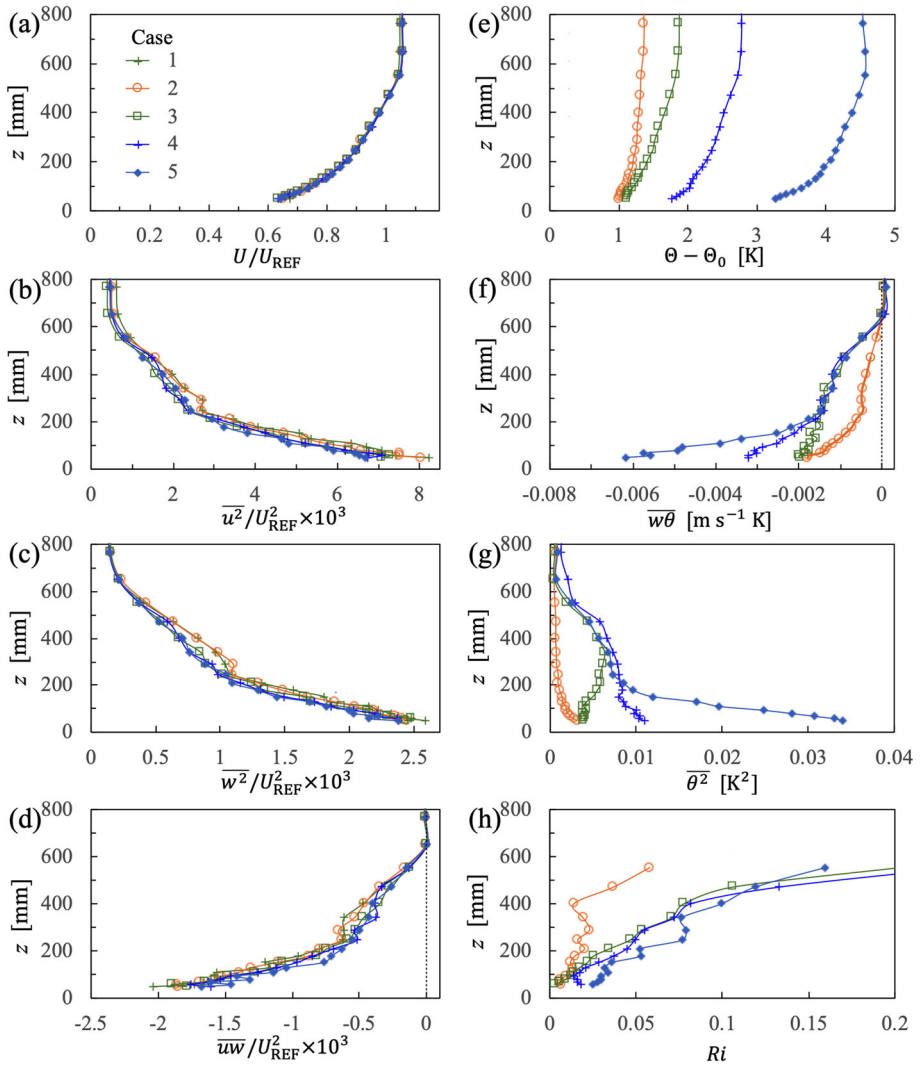 (a)
Case
1
2
3
4
5
800
600
400
200
0
z [mm]
0 0.2 0.4 0.6 0.8 1
U/U_REF
(e)
800
600
400
200
0
z [mm]
0 1 2 3 4 5
Θ − Θ₀ [K]
(b)
800
600
400
200
0
z [mm]
0 2 4 6 8
u²‾/U²_REF×10³
(f)
800
600
400
200
0
z [mm]
-0.008 -0.006 -0.004 -0.002 0
wθ‾ [m s⁻¹ K]
(c)
800
600
400
200
0
z [mm]
0 0.5 1 1.5 2 2.5
w²‾/U²_REF×10³
(g)
800
600
400
200
0
z [mm]
0 0.01 0.02 0.03 0.04
θ²‾ [K²]
(d)
800
600
400
200
0
z [mm]
-2.5 -2 -1.5 -1 -0.5 0
uw‾/U²_REF×10³
(h)
800
600
400
200
0
z [mm]
0 0.05 0.1 0.15 0.2
Ri